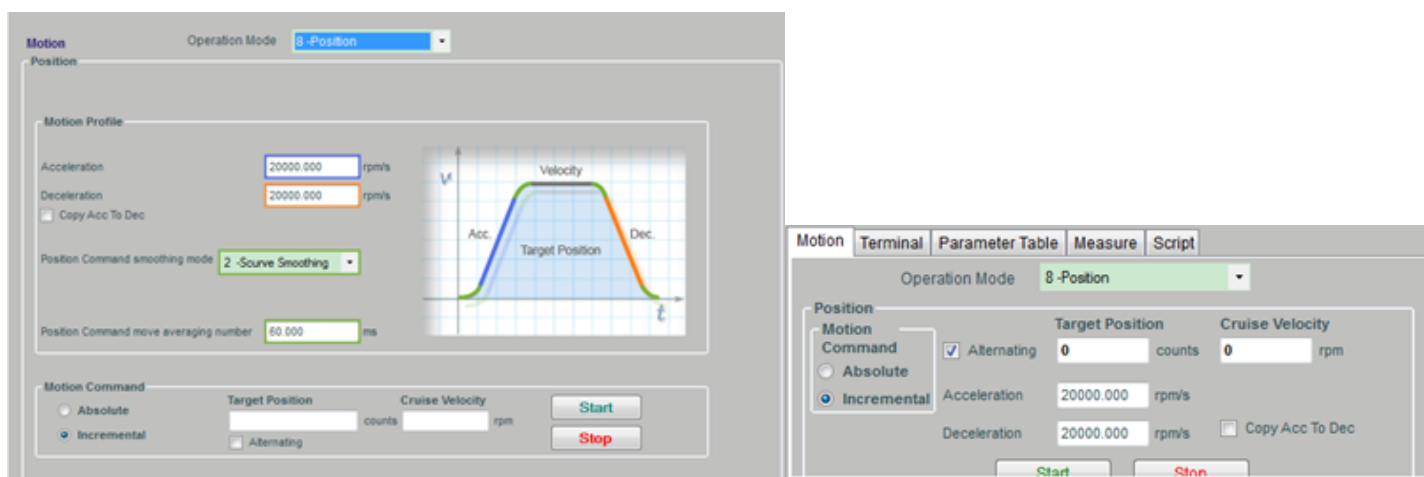 Motion
Operation Mode
8 -Position
Position
Motion Profile
Acceleration
20000.000
rpm/s
Deceleration
20000.000
rpm/s
Copy Acc To Dec
Position Command smoothing mode
2 -Scurve Smoothing
Position Command move averaging number
60.000
ms
V
Velocity
Acc.
Target Position
Dec.
t
Motion Command
Absolute
Incremental
Target Position
counts
Alternating
Cruise Velocity
rpm
Start
Stop
Motion
Terminal
Parameter Table
Measure
Script
Operation Mode
8 -Position
Position
Motion
Command
Absolute
Incremental
Alternating
Target Position
0
counts
Cruise Velocity
0
rpm
Acceleration
20000.000
rpm/s
Deceleration
20000.000
rpm/s
Copy Acc To Dec
Start
Stop